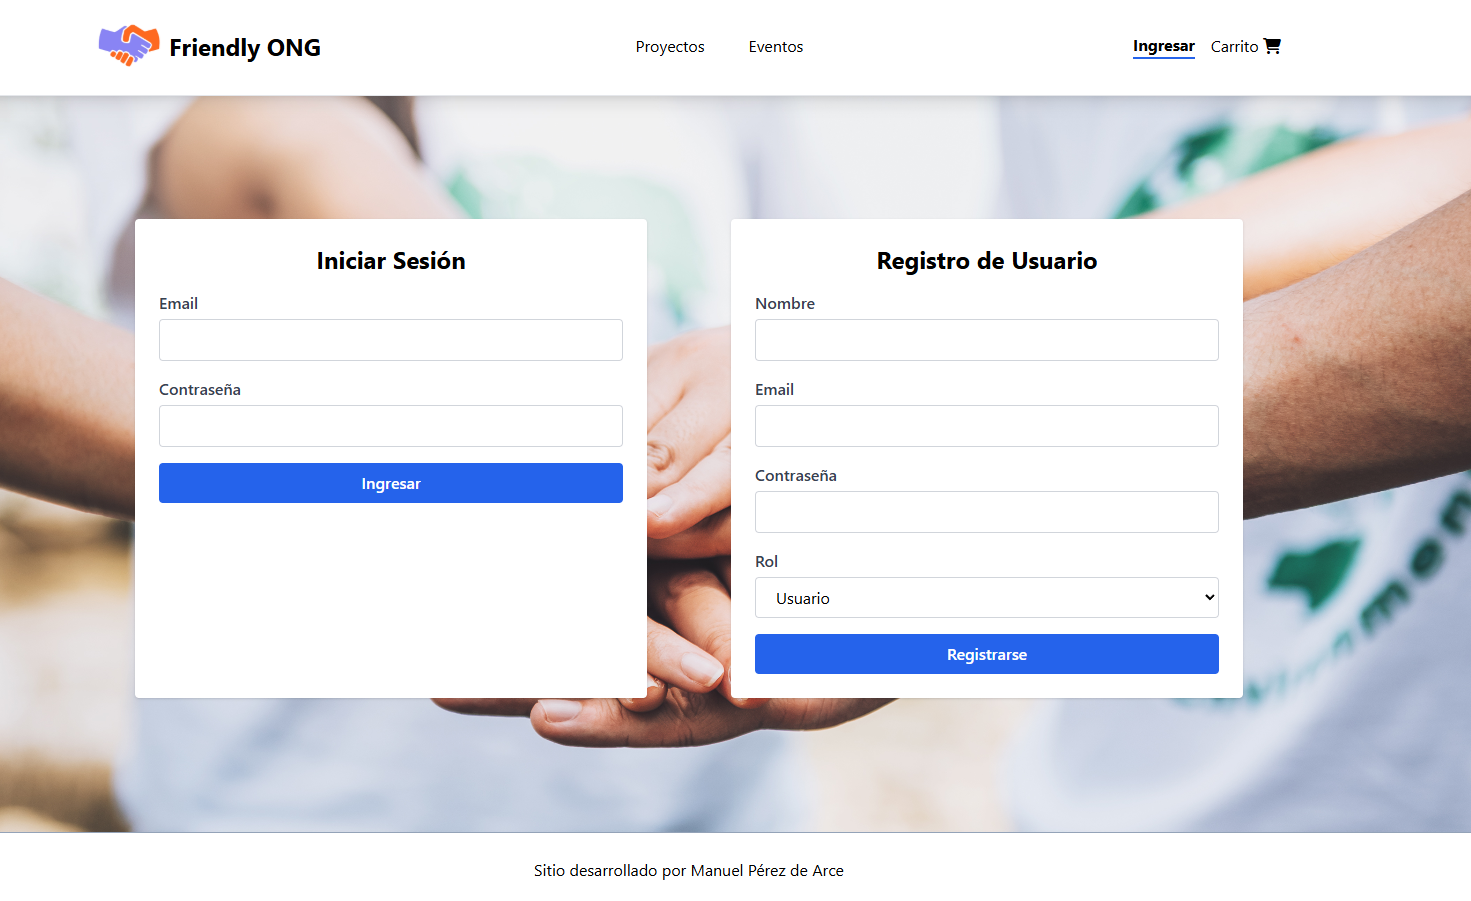 Friendly ONG
Proyectos
Eventos
Ingresar
Carrito
Iniciar Sesión
Email
Contraseña
Ingresar
Registro de Usuario
Nombre
Email
Contraseña
Rol
Usuario
Registrarse
Sitio desarrollado por Manuel Pérez de Arce